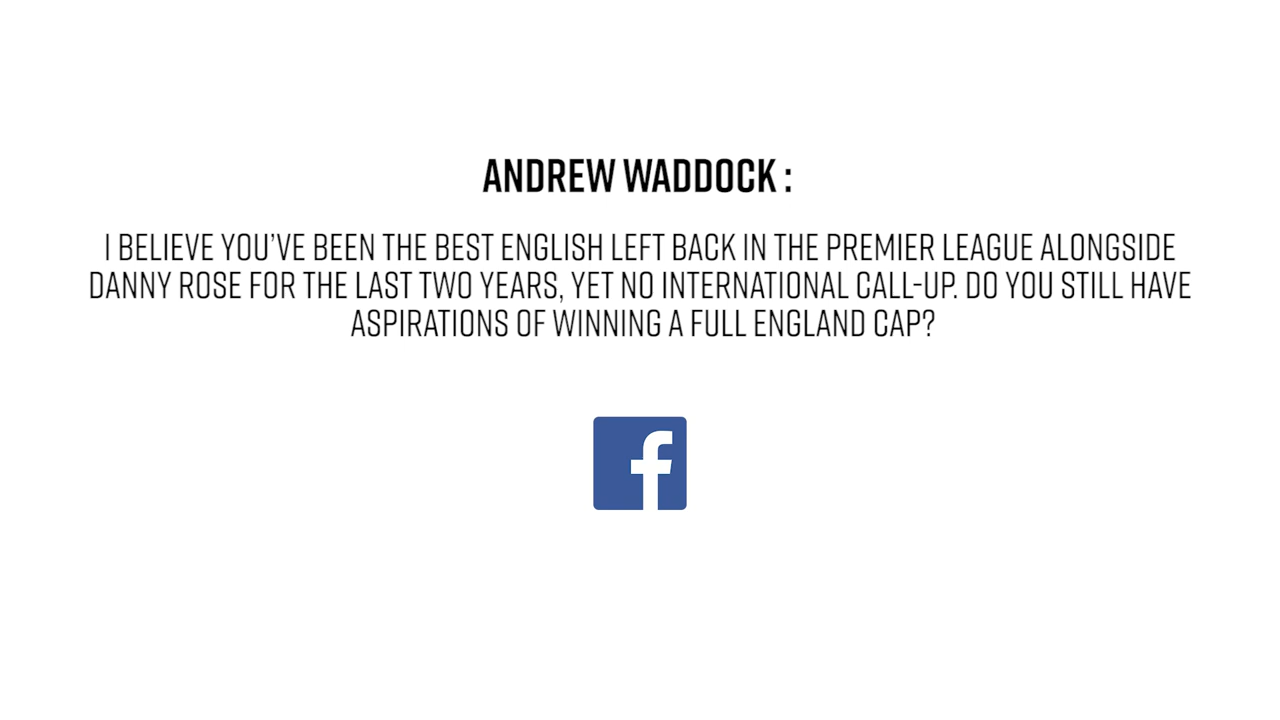 ANDREW WADDOCK :
I BELIEVE YOU'VE BEEN THE BEST ENGLISH LEFT BACK IN THE PREMIER LEAGUE ALONGSIDE
DANNY ROSE FOR THE LAST TWO YEARS, YET NO INTERNATIONAL CALL-UP. DO YOU STILL HAVE
ASPIRATIONS OF WINNING A FULL ENGLAND CAP?
f